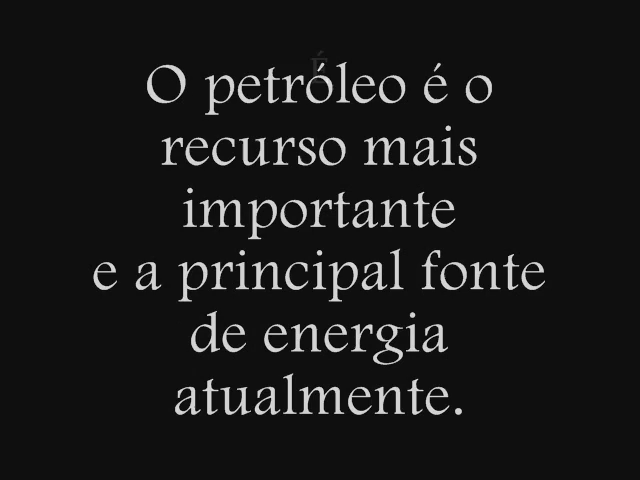 O petróleo é o
recurso mais
importante
e a principal fonte
de energia
atualmente.